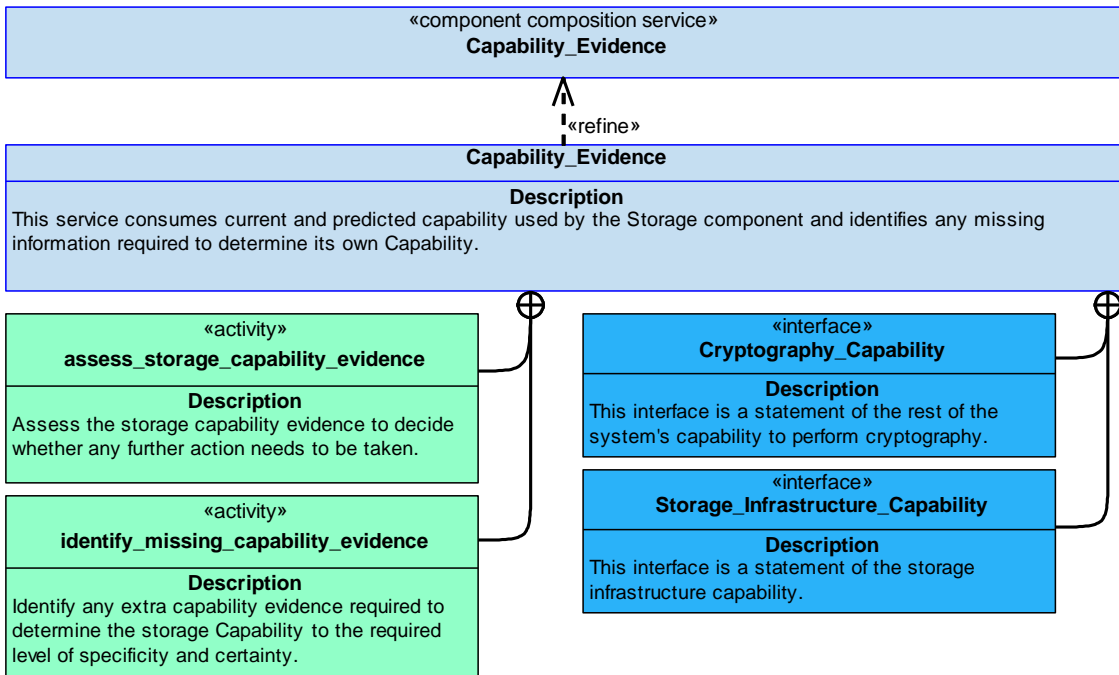 «component composition service»
Capability_Evidence
«refine»
Capability_Evidence
Description
This service consumes current and predicted capability used by the Storage component and identifies any missing
information required to determine its own Capability.
«activity»
assess_storage_capability_evidence
Description
Assess the storage capability evidence to decide
whether any further action needs to be taken.
«activity»
identify_missing_capability_evidence
Description
Identify any extra capability evidence required to
determine the storage Capability to the required
level of specificity and certainty.
«interface»
Cryptography_Capability
Description
This interface is a statement of the rest of the
system's capability to perform cryptography.
«interface»
Storage_Infrastructure_Capability
Description
This interface is a statement of the storage
infrastructure capability.